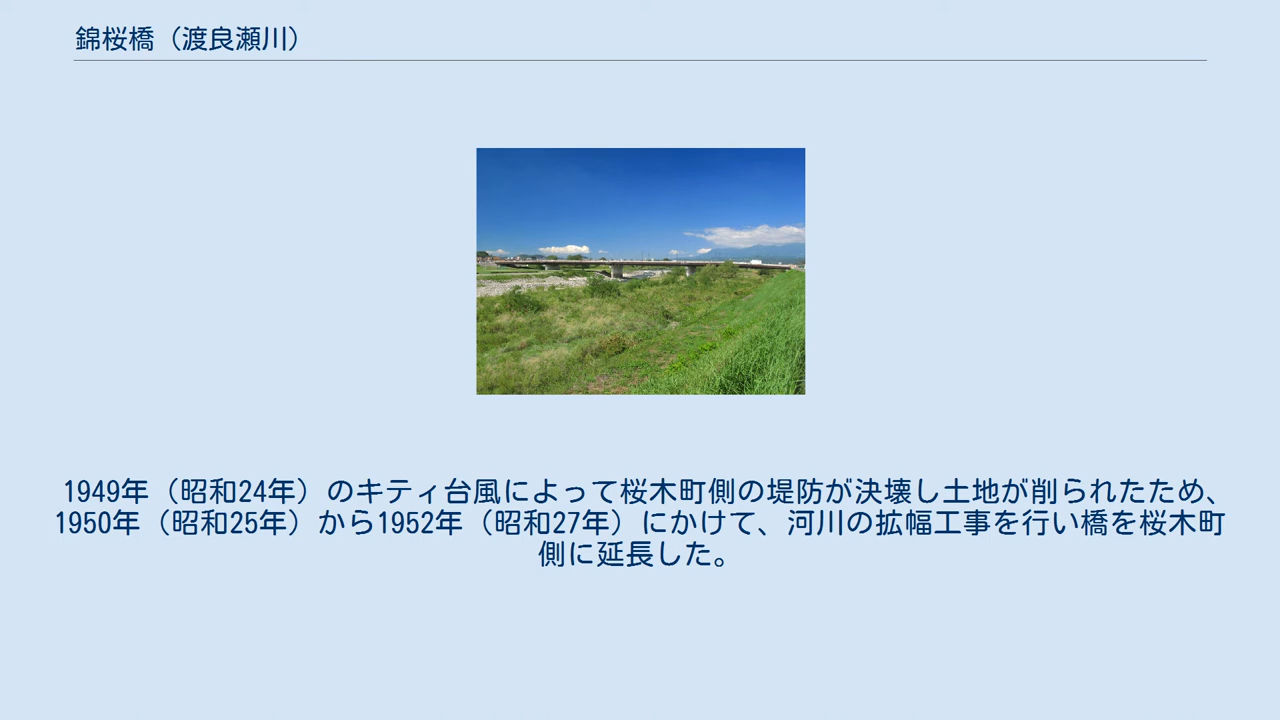 錦桜橋（渡良瀬川）
1949年（昭和24年）のキティ台風によって桜木町側の堤防が決壊し土地が削られたため、
1950年（昭和25年）から1952年（昭和27年）にかけて、河川の拡幅工事を行い橋を桜木町
側に延長した。